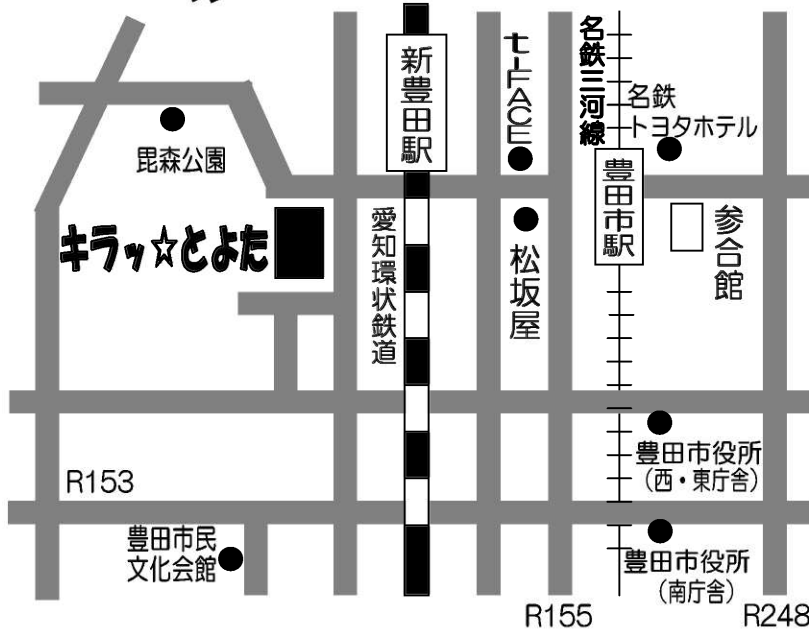 新豊田駅
t-FACE
名鉄三河線
名鉄
トヨタホテル
毘森公園
豊田市駅
キラッ☆とよた
愛知環状鉄道
松坂屋
参合館
豊田市役所
（西・東庁舎）
R153
豊田市民
文化会館
豊田市役所
（南庁舎）
R155
R248